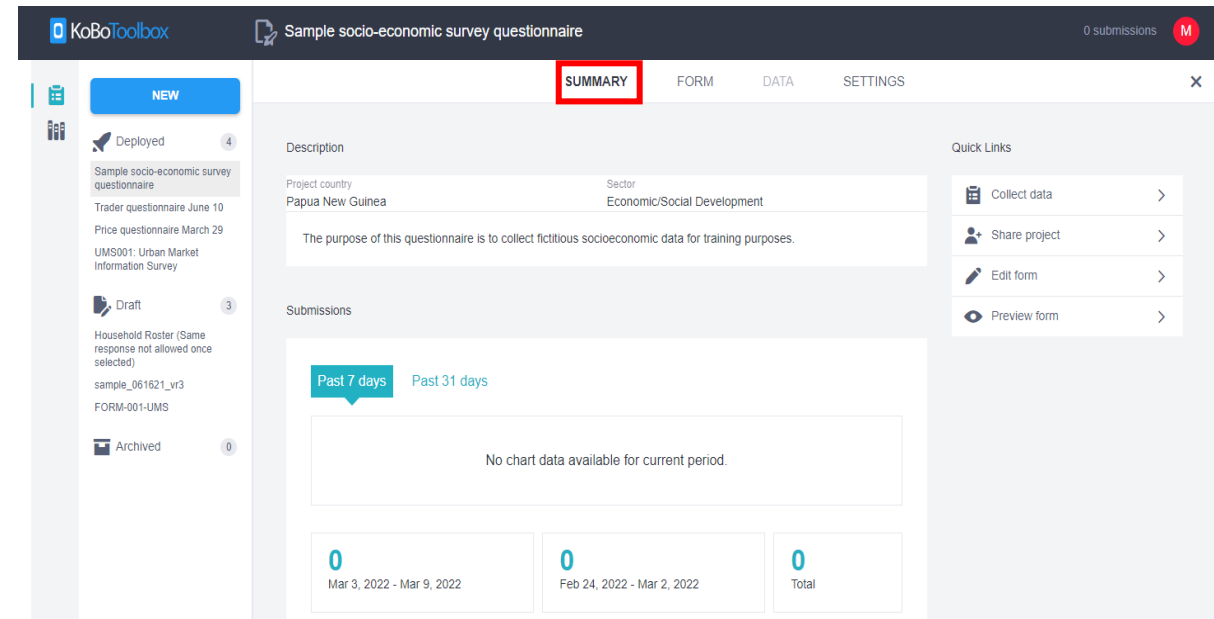 KoBoToolbox
Sample socio-economic survey questionnaire
0 submissions
M
NEW
Deployed 4
Sample socio-economic survey
questionnaire
Trader questionnaire June 10
Price questionnaire March 29
UMS001: Urban Market
Information Survey
Draft 3
Household Roster (Same
response not allowed once
selected)
sample_061621_vr3
FORM-001-UMS
Archived 0
SUMMARY FORM DATA SETTINGS
Description
Project country Sector
Papua New Guinea Economic/Social Development
The purpose of this questionnaire is to collect fictitious socioeconomic data for training purposes.
Submissions
Past 7 days Past 31 days
No chart data available for current period.
0 0 0
Mar 3, 2022 - Mar 9, 2022 Feb 24, 2022 - Mar 2, 2022 Total
Quick Links
Collect data
Share project
Edit form
Preview form